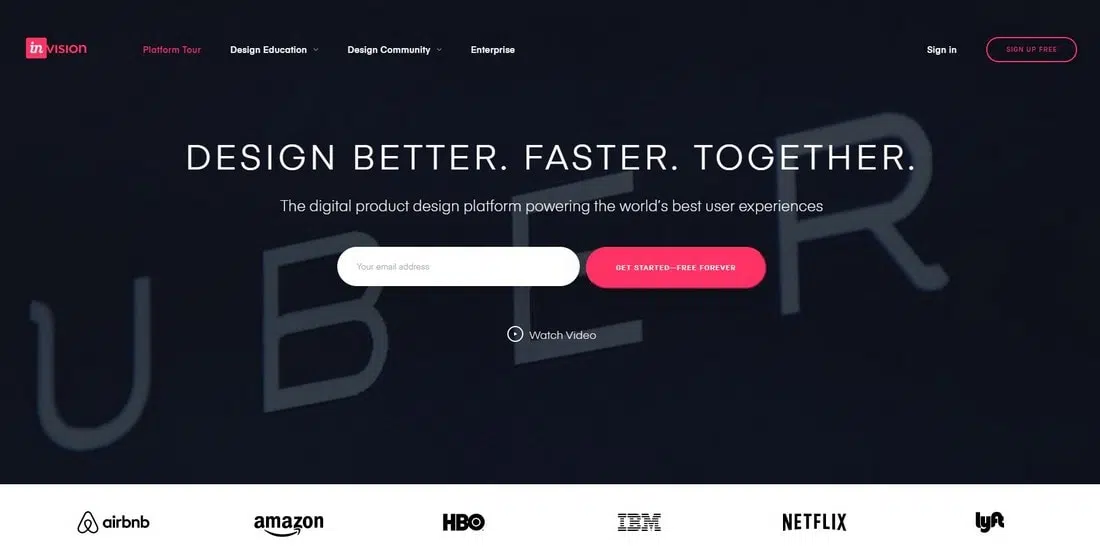 inVISION Platform Tour Design Education Design Community Enterprise Sign in SIGN UP FREE
DESIGN BETTER. FASTER. TOGETHER.
The digital product design platform powering the world's best user experiences
Your email address GET STARTED—FREE FOREVER
Watch Video
UBER
airbnb amazon HBO IBM NETFLIX lyft